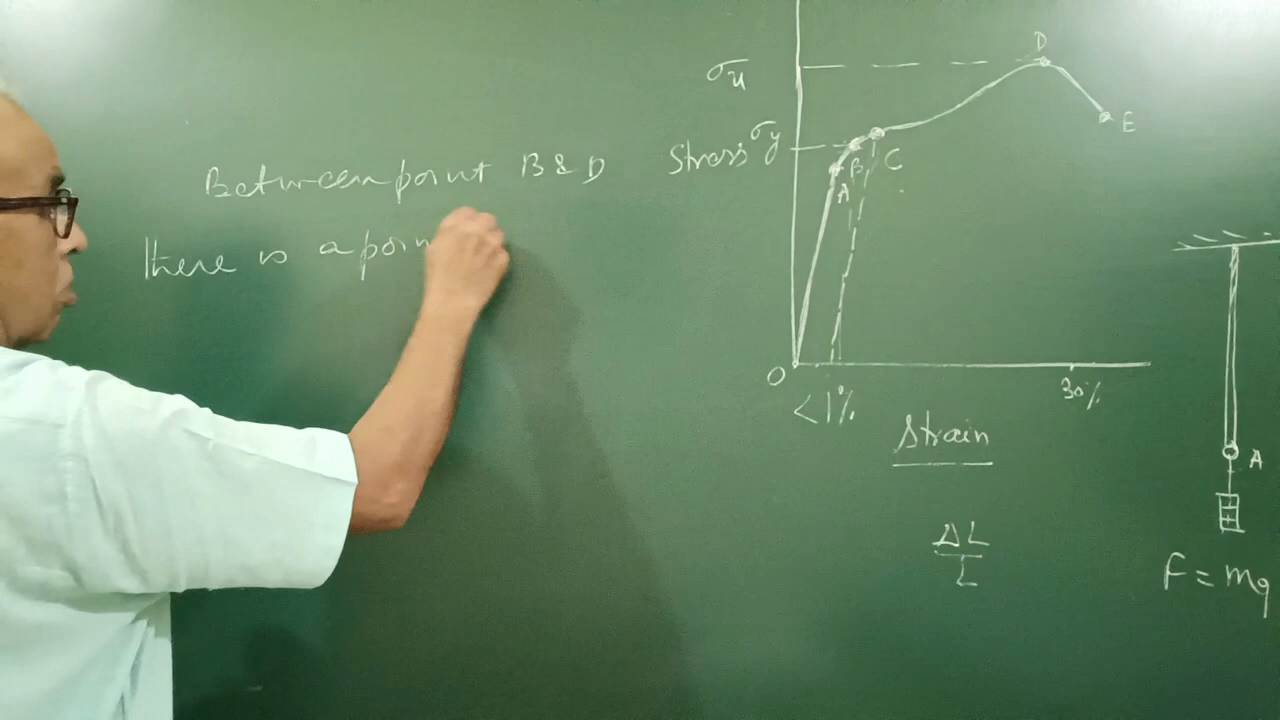 Between point B & D
there is a poin
σu
Stress σy
A
B
C
D
E
O
<1%
30%
Strain
ΔL
L
A
F = mg